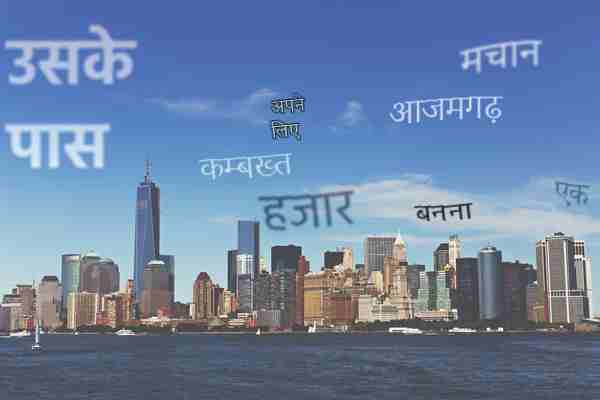 उसके
पास
मचान
अपने
लिए
आजमगढ़
कम्बख्त
हजार
बनना
एक